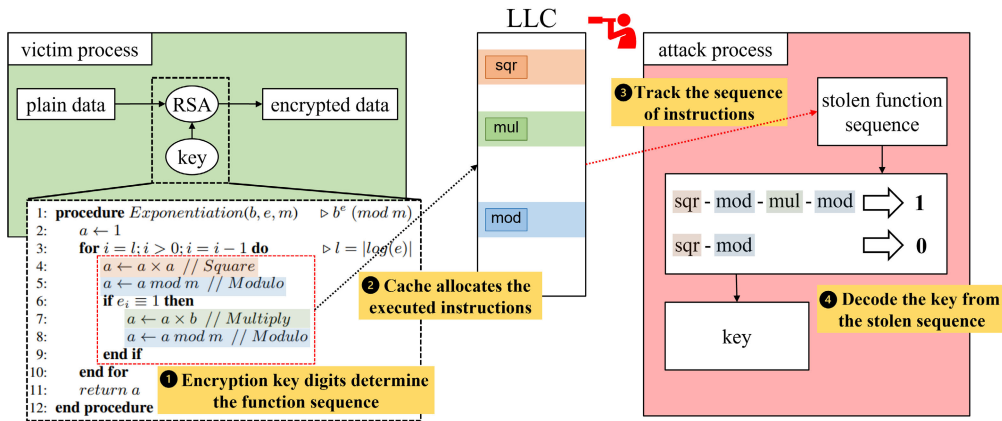 LLC
victim process
plain data
RSA
encrypted data
key
1: procedure Exponentiation(b, e, m) ▷ b^e (mod m)
2: a ← 1
3: for i = l; i > 0; i = i − 1 do ▷ l = |log(e)|
4: a ← a × a // Square
5: a ← a mod m // Modulo
6: if e_i ≡ 1 then
7: a ← a × b // Multiply
8: a ← a mod m // Modulo
9: end if
10: end for
11: return a
12: end procedure
❶ Encryption key digits determine
the function sequence
sqr
mul
mod
❷ Cache allocates the
executed instructions
❸ Track the sequence
of instructions
attack process
stolen function
sequence
sqr - mod - mul - mod 1
sqr - mod 0
❹ Decode the key from
the stolen sequence
key